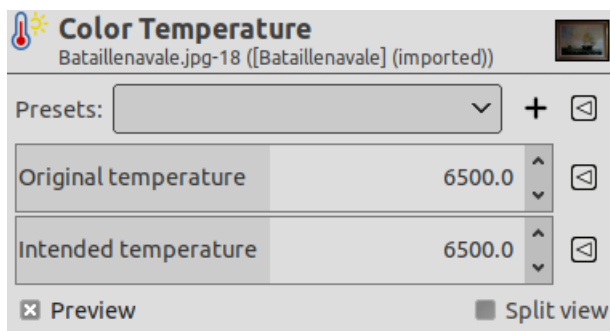 Color Temperature
Bataillenavale.jpg-18 ([Bataillenavale] (imported))
Presets:
Original temperature 6500.0
Intended temperature 6500.0
Preview Split view